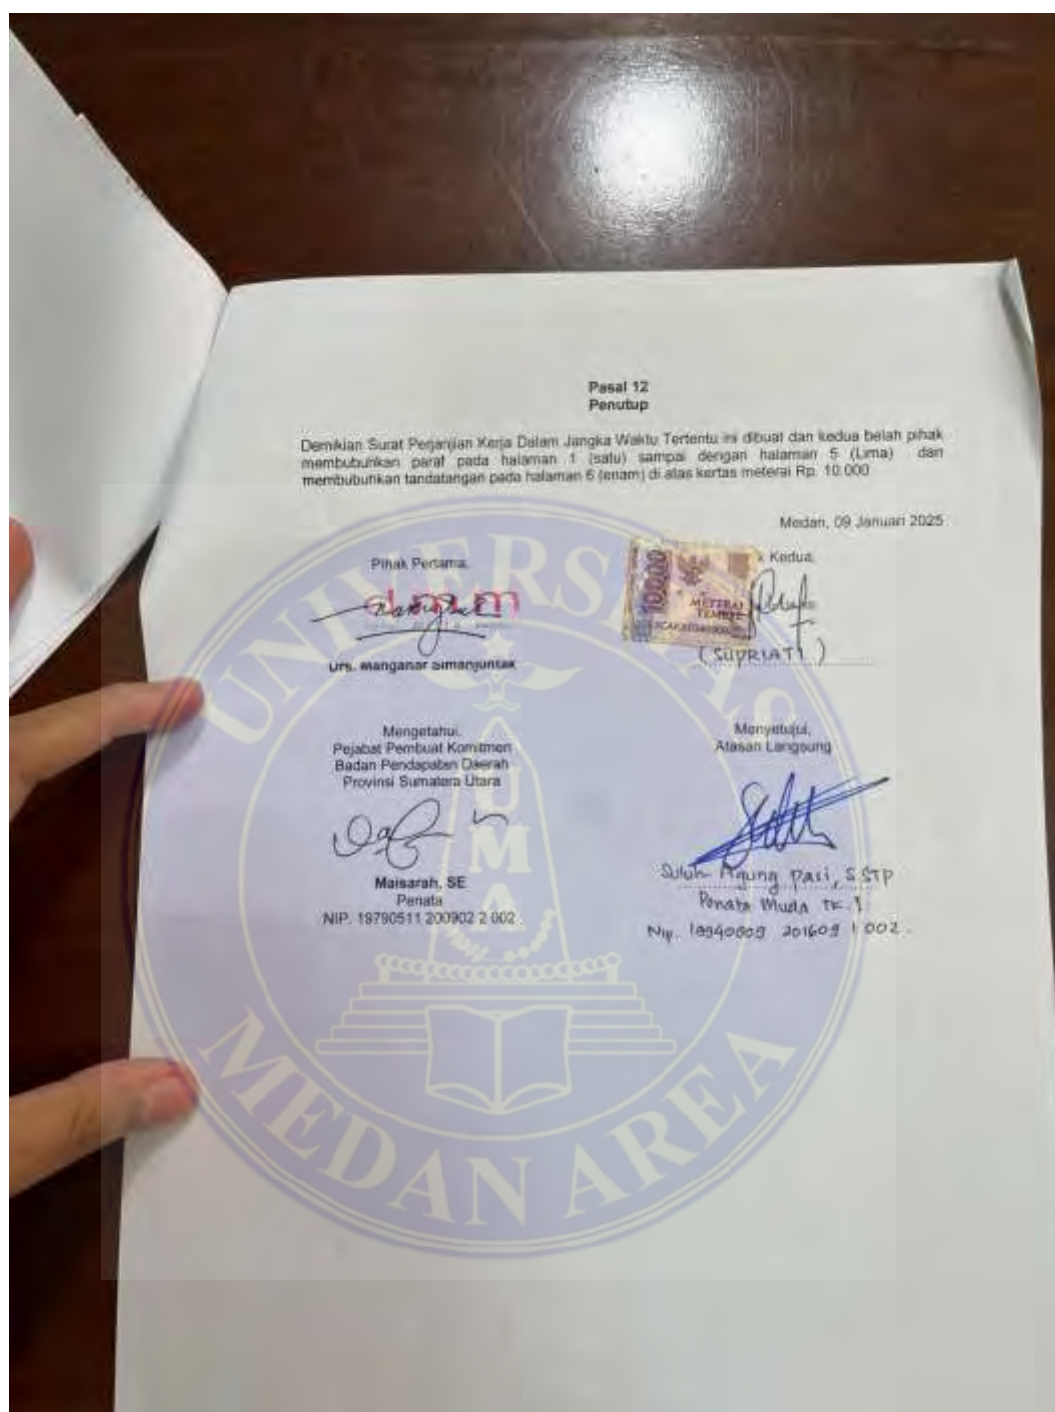 Pasal 12
Penutup
Demikian Surat Perjanjian Kerja Dalam Jangka Waktu Tertentu ini dibuat dan kedua belah pihak
membubuhkan paraf pada halaman 1 (satu) sampai dengan halaman 5 (Lima) dan
membubuhkan tandatangan pada halaman 6 (enam) di atas kertas meterai Rp. 10.000
Medan, 09 Januari 2025
Pihak Pertama,
Kedua,
10000
METERAI
TEMPEL
(SUPRIATI)
Drs. Manganar Simanjuntak
Mengetahui,
Pejabat Pembuat Komitmen
Badan Pendapatan Daerah
Provinsi Sumatera Utara
Menyetujui,
Atasan Langsung
Maisarah, SE
Penata
NIP. 19790511 200902 2 002
Suluh Agung Pasi, S.STP
Penata Muda TK. I
Nip. 201609 1 002.
UNIVERSITAS
UMA
MEDAN AREA